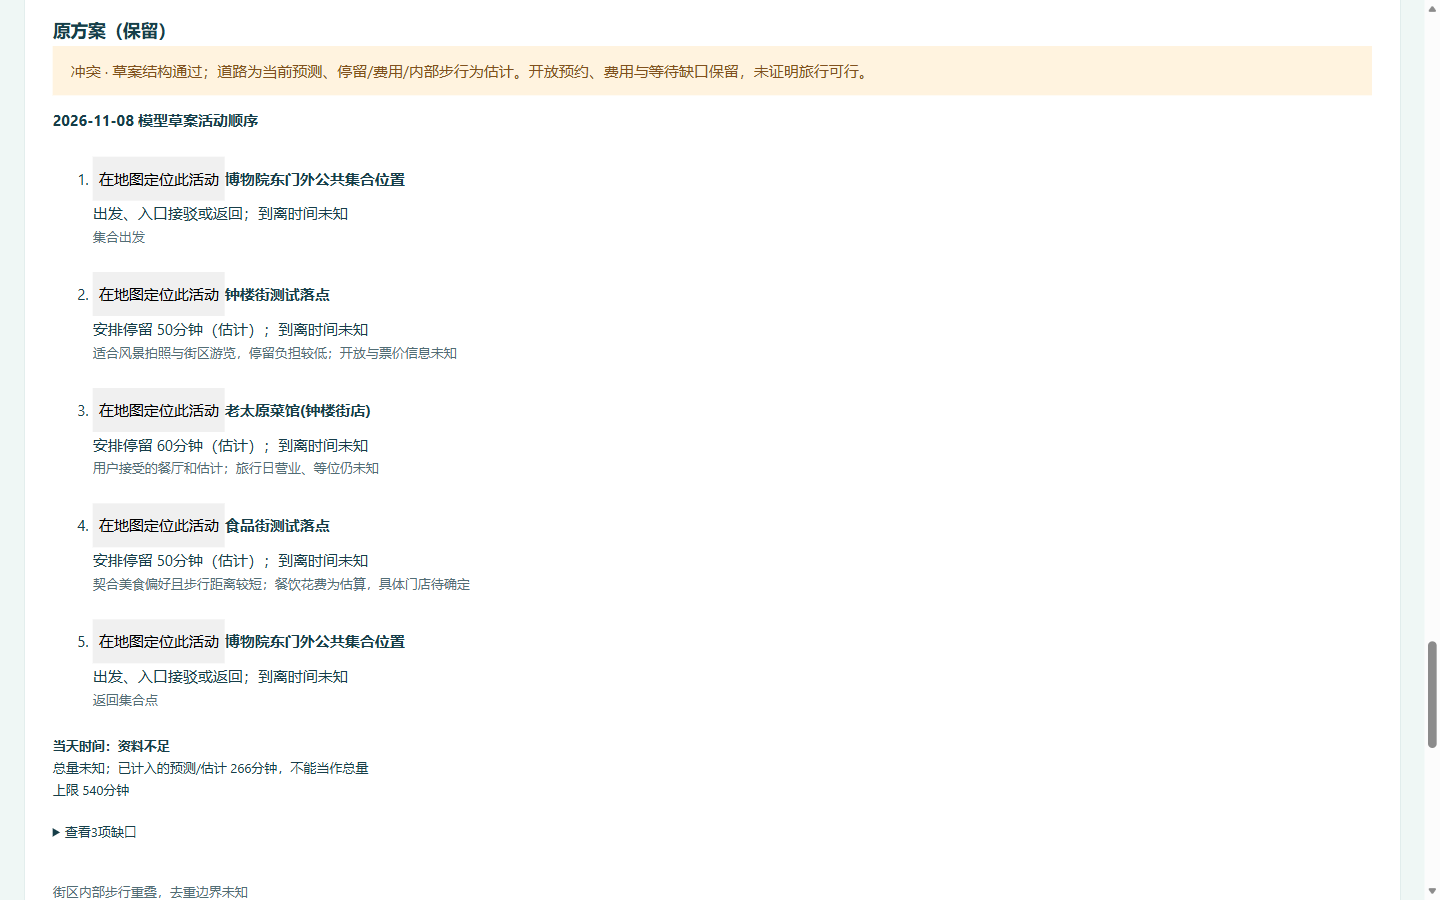 原方案（保留）
冲突 · 草案结构通过；道路为当前预测、停留/费用/内部步行为估计。开放预约、费用与等待缺口保留，未证明旅行可行。
2026-11-08 模型草案活动顺序
1. 在地图定位此活动 博物院东门外公共集合位置
出发、入口接驳或返回；到离时间未知
集合出发
2. 在地图定位此活动 钟楼街测试落点
安排停留 50分钟（估计）；到离时间未知
适合风景拍照与街区游览，停留负担较低；开放与票价信息未知
3. 在地图定位此活动 老太原菜馆(钟楼街店)
安排停留 60分钟（估计）；到离时间未知
用户接受的餐厅和估计；旅行日营业、等位仍未知
4. 在地图定位此活动 食品街测试落点
安排停留 50分钟（估计）；到离时间未知
契合美食偏好且步行距离较短；餐饮花费为估算，具体门店待确定
5. 在地图定位此活动 博物院东门外公共集合位置
出发、入口接驳或返回；到离时间未知
返回集合点
当天时间：资料不足
总量未知；已计入的预测/估计 266分钟，不能当作总量
上限 540分钟
▶ 查看3项缺口
街区内部步行重叠，去重边界未知